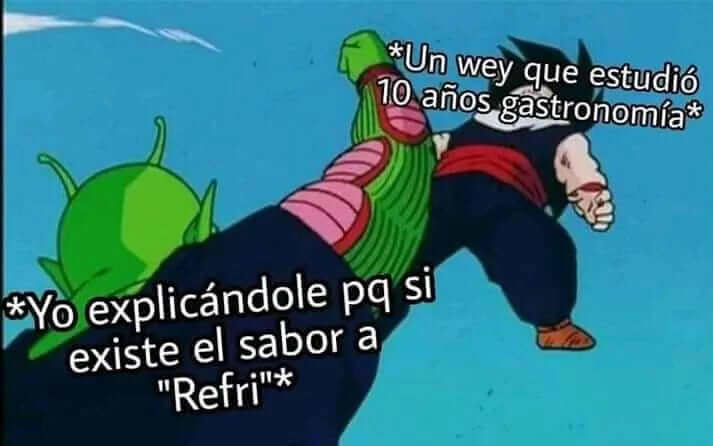 *Un wey que estudió
10 años gastronomía*
*Yo explicándole pq si
existe el sabor a
"Refri"*